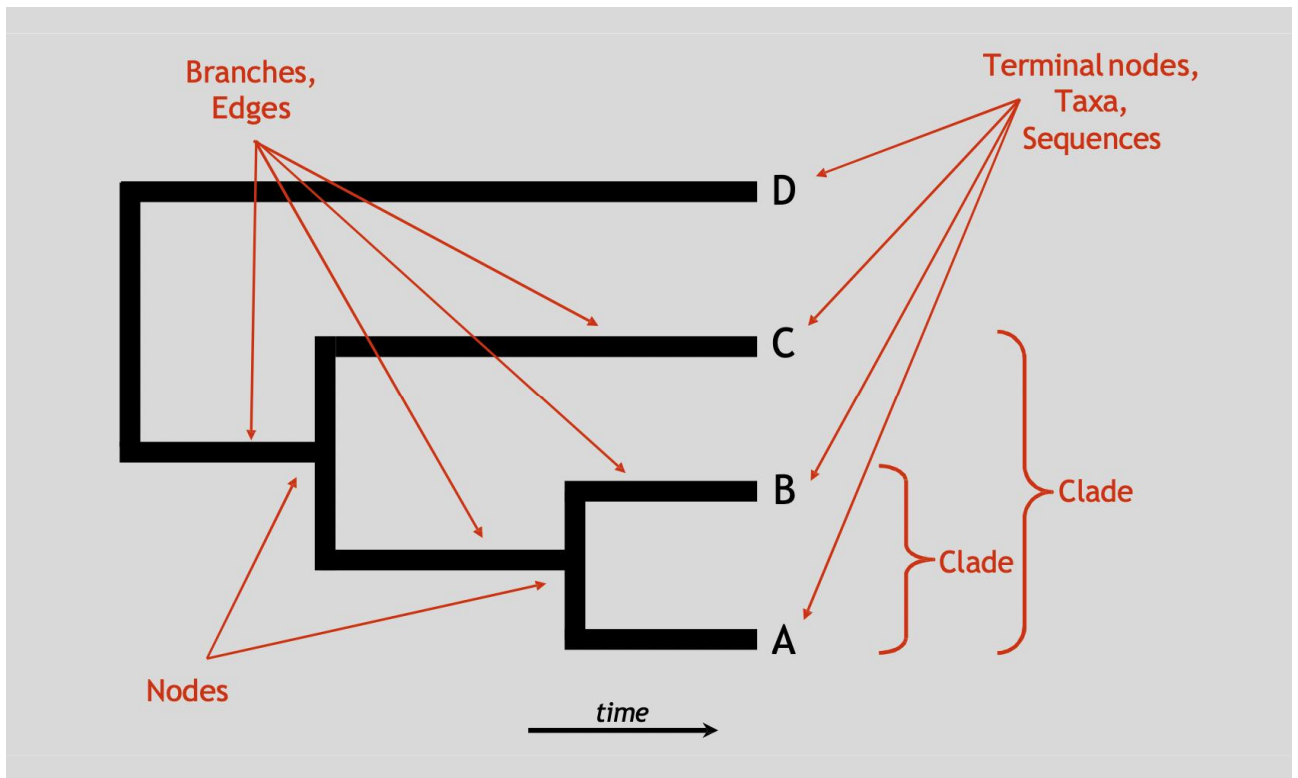 Branches,
Edges
Terminal nodes,
Taxa,
Sequences
D
C
B
Clade
Clade
A
Nodes
time